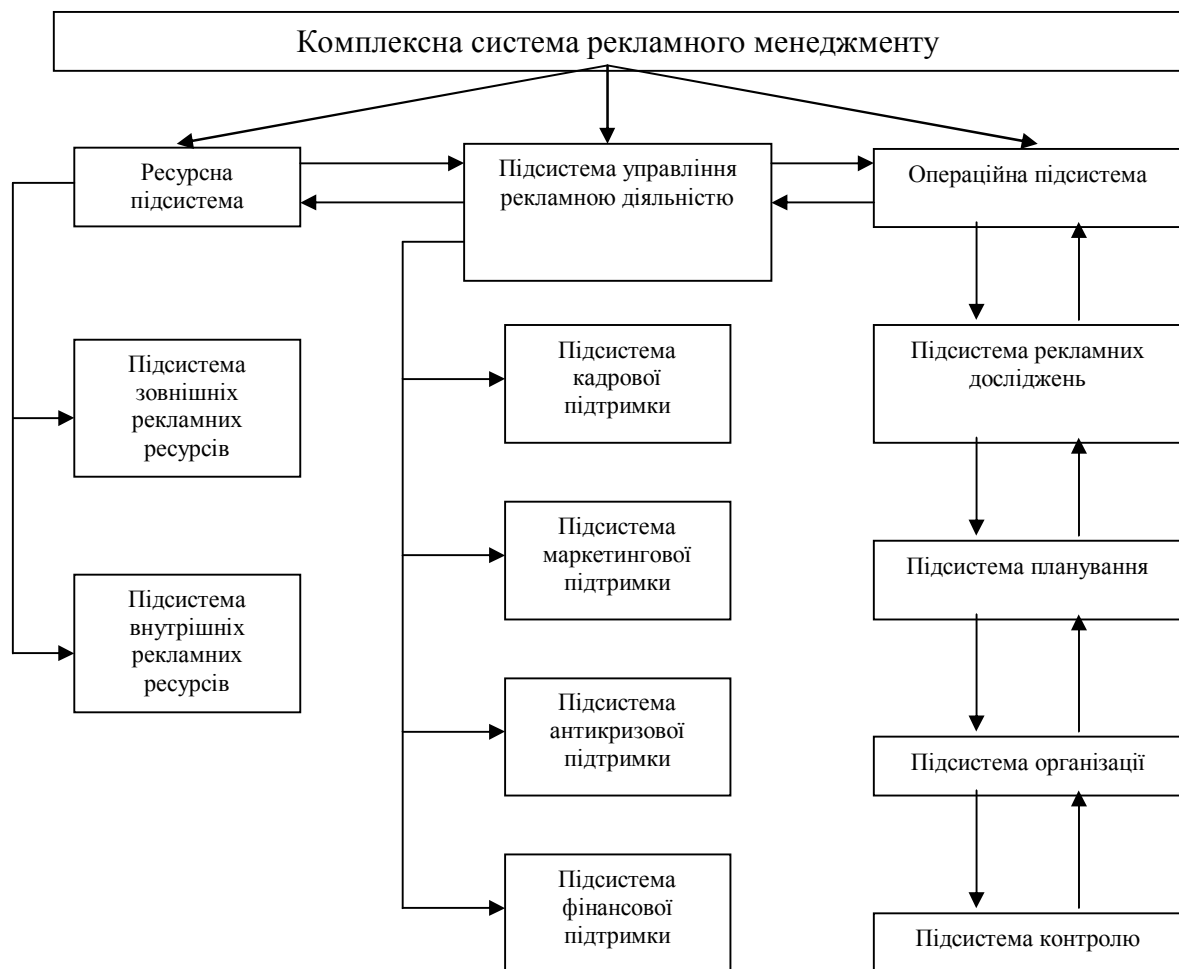 Комплексна система рекламного менеджменту
Ресурсна
підсистема
Підсистема управління
рекламною діяльністю
Операційна підсистема
Підсистема
зовнішніх
рекламних
ресурсів
Підсистема
внутрішніх
рекламних
ресурсів
Підсистема
кадрової
підтримки
Підсистема
маркетингової
підтримки
Підсистема
антикризової
підтримки
Підсистема
фінансової
підтримки
Підсистема рекламних
досліджень
Підсистема планування
Підсистема організації
Підсистема контролю